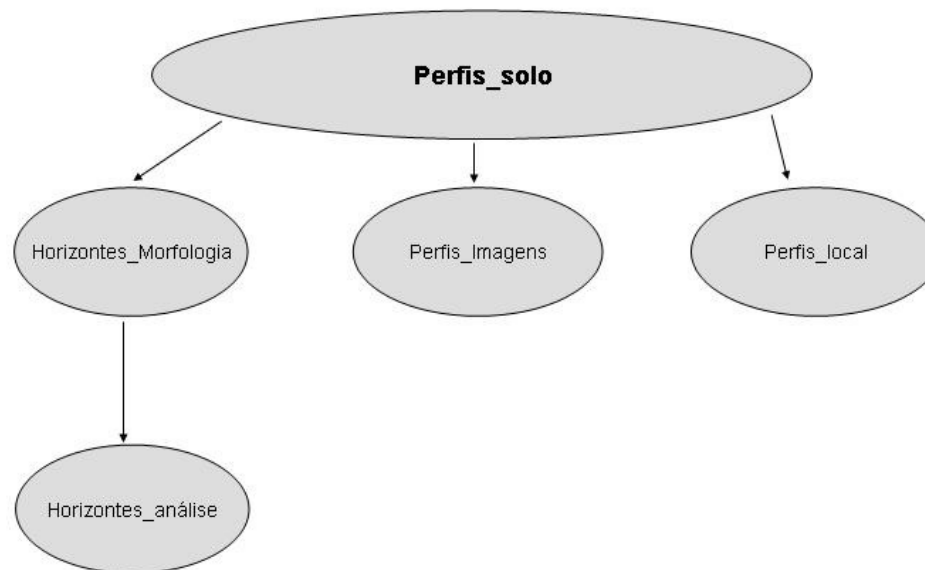 Perfis_solo
Horizontes_Morfologia
Perfis_Imagens
Perfis_local
Horizontes_análise